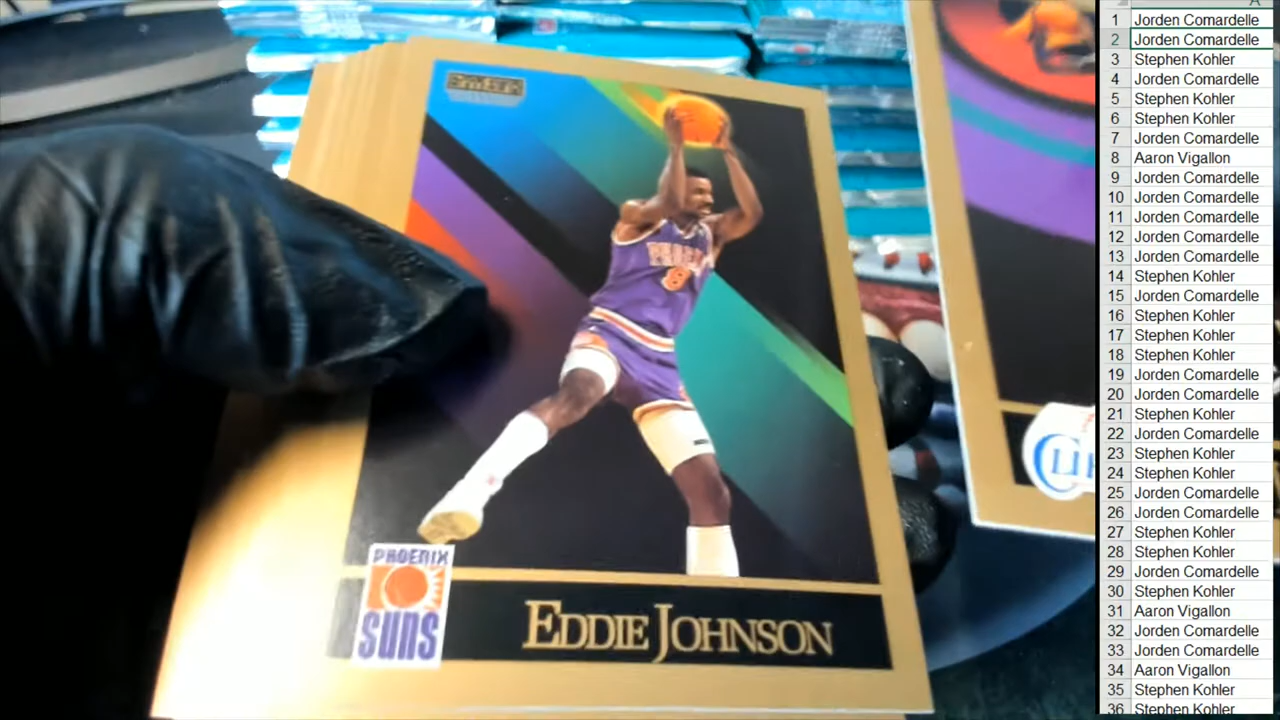 SKYBOX
PHOENIX
8
PHOENIX
SUNS
EDDIE JOHNSON
A
1 Jorden Comardelle
2 Jorden Comardelle
3 Stephen Kohler
4 Jorden Comardelle
5 Stephen Kohler
6 Stephen Kohler
7 Jorden Comardelle
8 Aaron Vigallon
9 Jorden Comardelle
10 Jorden Comardelle
11 Jorden Comardelle
12 Jorden Comardelle
13 Jorden Comardelle
14 Stephen Kohler
15 Jorden Comardelle
16 Stephen Kohler
17 Stephen Kohler
18 Stephen Kohler
19 Jorden Comardelle
20 Jorden Comardelle
21 Stephen Kohler
22 Jorden Comardelle
23 Stephen Kohler
24 Stephen Kohler
25 Jorden Comardelle
26 Jorden Comardelle
27 Stephen Kohler
28 Stephen Kohler
29 Jorden Comardelle
30 Stephen Kohler
31 Aaron Vigallon
32 Jorden Comardelle
33 Jorden Comardelle
34 Aaron Vigallon
35 Stephen Kohler
36 Stephen Kohler